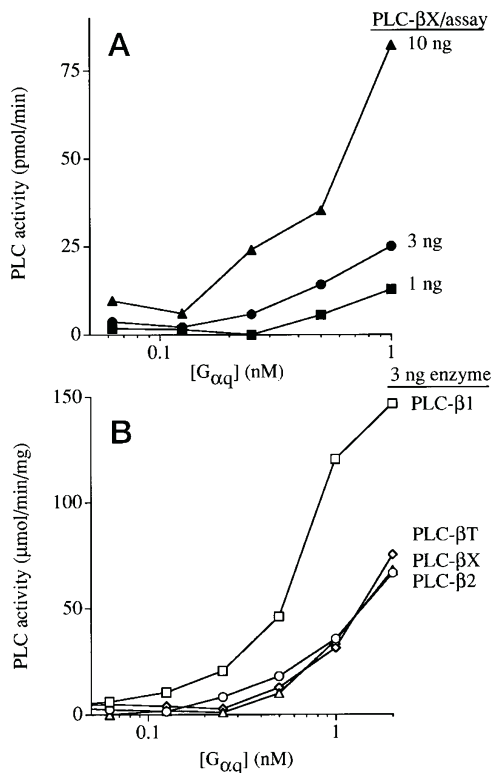 A
PLC-βX/assay
10 ng
75
50
25
0
3 ng
1 ng
PLC activity (pmol/min)
0.1
1
[Gαq] (nM)
3 ng enzyme
B
150
100
50
0
PLC-β1
PLC-βT
PLC-βX
PLC-β2
PLC activity (μmol/min/mg)
0.1
1
[Gαq] (nM)